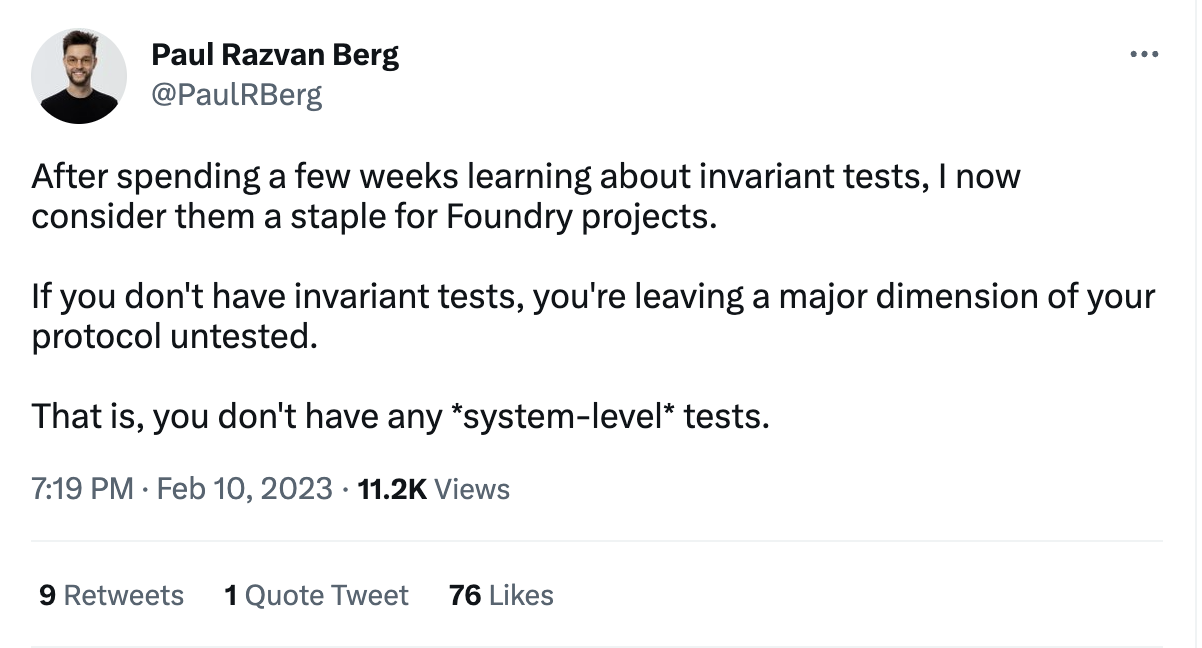 Paul Razvan Berg
@PaulRBerg
After spending a few weeks learning about invariant tests, I now
consider them a staple for Foundry projects.
If you don't have invariant tests, you're leaving a major dimension of your
protocol untested.
That is, you don't have any *system-level* tests.
7:19 PM · Feb 10, 2023 · 11.2K Views
9 Retweets 1 Quote Tweet 76 Likes